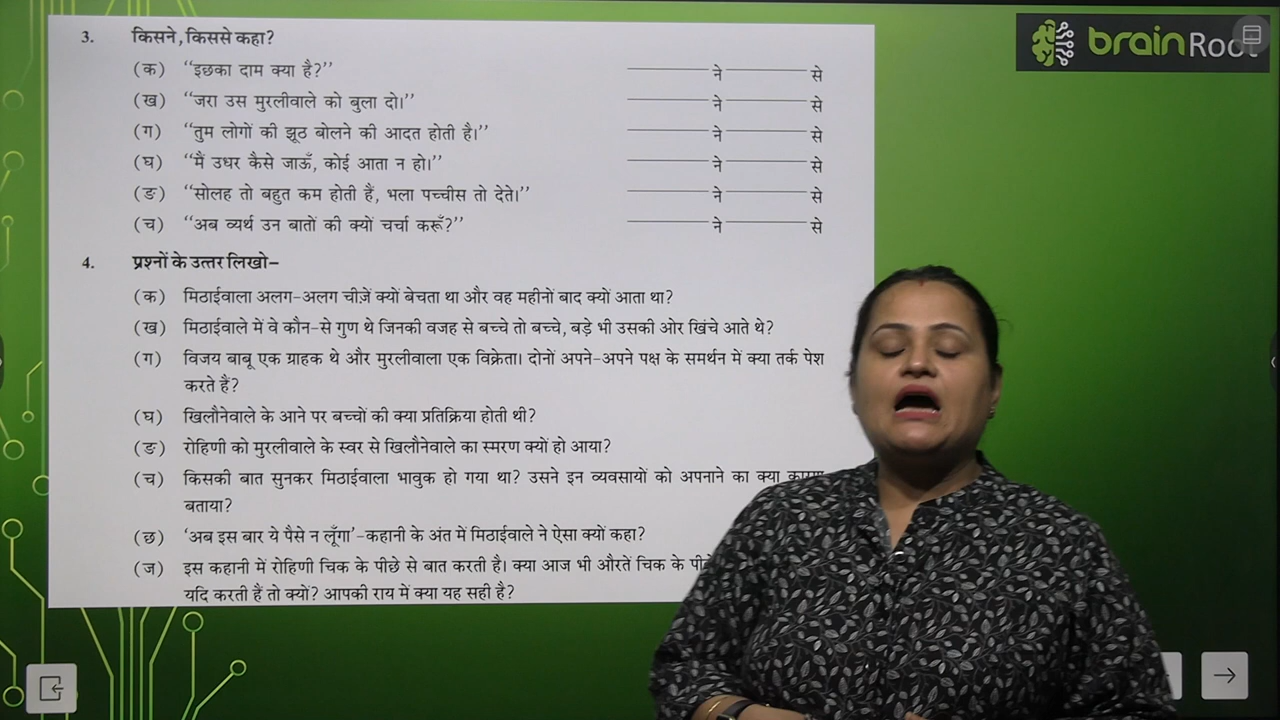 brainRoot
3. किसने, किससे कहा?
(क) ‘‘इछका दाम क्या है?’’ ————ने————से
(ख) ‘‘जरा उस मुरलीवाले को बुला दो।’’ ————ने————से
(ग) ‘‘तुम लोगों की झूठ बोलने की आदत होती है।’’ ————ने————से
(घ) ‘‘मैं उधर कैसे जाऊँ, कोई आता न हो।’’ ————ने————से
(ङ) ‘‘सोलह तो बहुत कम होती हैं, भला पच्चीस तो देते।’’ ————ने————से
(च) ‘‘अब व्यर्थ उन बातों की क्यों चर्चा करूँ?’’ ————ने————से
4. प्रश्नों के उत्तर लिखो–
(क) मिठाईवाला अलग-अलग चीज़ें क्यों बेचता था और वह महीनों बाद क्यों आता था?
(ख) मिठाईवाले में वे कौन-से गुण थे जिनकी वजह से बच्चे तो बच्चे, बड़े भी उसकी ओर खिंचे आते थे?
(ग) विजय बाबू एक ग्राहक थे और मुरलीवाला एक विक्रेता। दोनों अपने-अपने पक्ष के समर्थन में क्या तर्क पेश
करते हैं?
(घ) खिलौनेवाले के आने पर बच्चों की क्या प्रतिक्रिया होती थी?
(ङ) रोहिणी को मुरलीवाले के स्वर से खिलौनेवाले का स्मरण क्यों हो आया?
(च) किसकी बात सुनकर मिठाईवाला भावुक हो गया था? उसने इन व्यवसायों को अपनाने का क्या कारण
बताया?
(छ) ‘अब इस बार ये पैसे न लूँगा’-कहानी के अंत में मिठाईवाले ने ऐसा क्यों कहा?
(ज) इस कहानी में रोहिणी चिक के पीछे से बात करती है। क्या आज भी औरतें चिक के
यदि करती हैं तो क्यों? आपकी राय में क्या यह सही है?